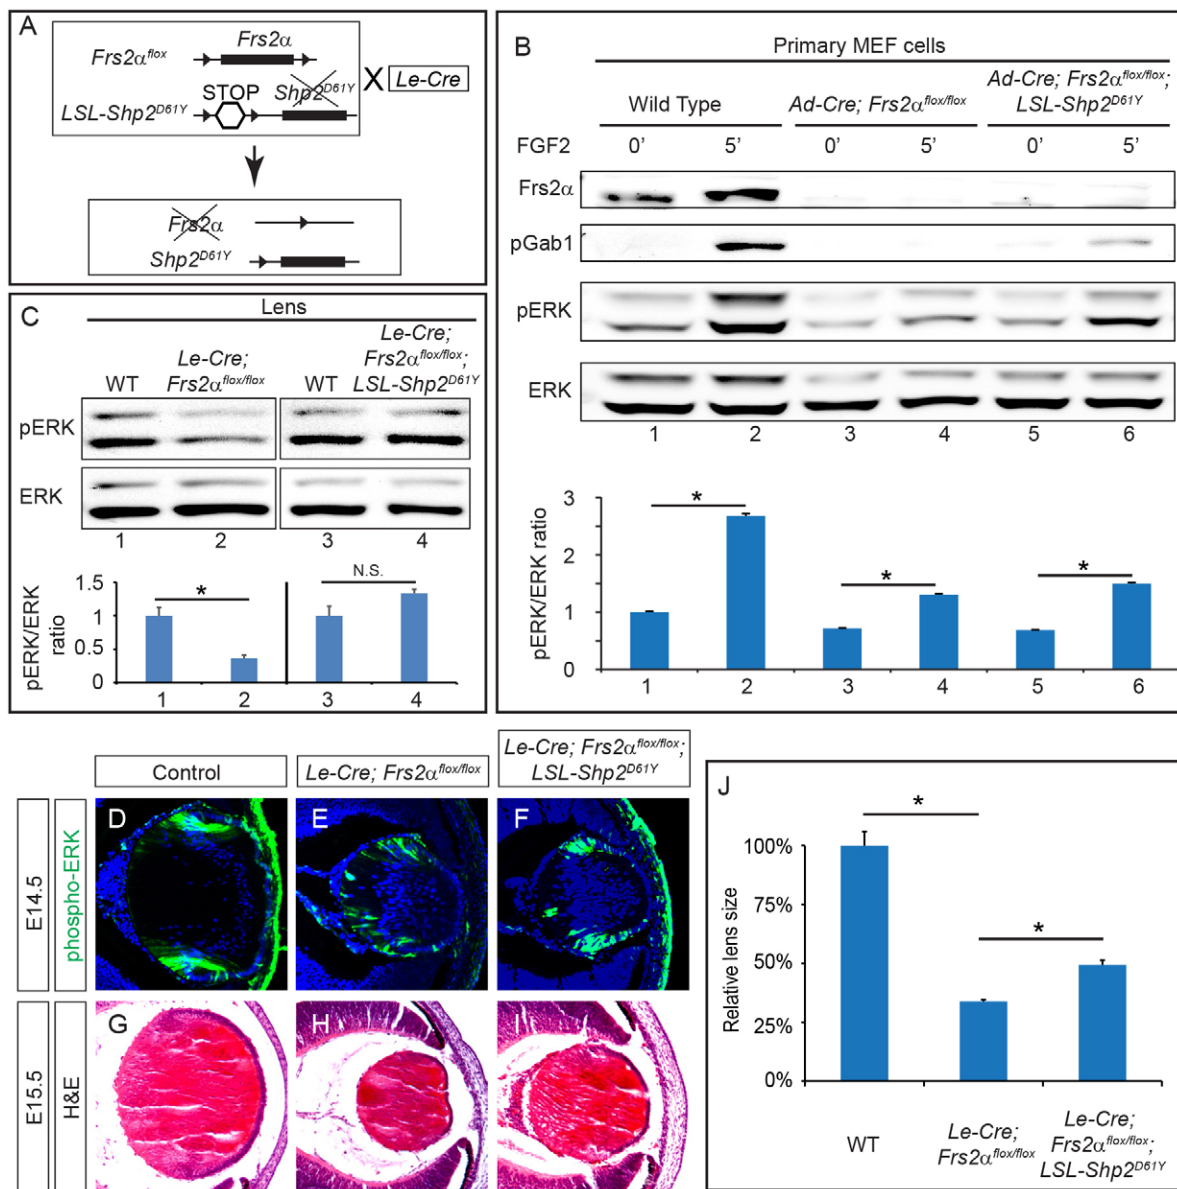 A
Frs2α
Frs2α^flox
STOP
Shp2^D61Y
LSL-Shp2^D61Y
X
Le-Cre
Frs2α
Shp2^D61Y
B
Primary MEF cells
Wild Type
Ad-Cre; Frs2α^flox/flox
Ad-Cre; Frs2α^flox/flox;
LSL-Shp2^D61Y
FGF2 0' 5' 0' 5' 0' 5'
Frs2α
pGab1
pERK
ERK
1 2 3 4 5 6
pERK/ERK ratio
3
2
1
0
*
*
*
1 2 3 4 5 6
C
Lens
WT
Le-Cre;
Frs2α^flox/flox
WT
Le-Cre;
Frs2α^flox/flox;
LSL-Shp2^D61Y
pERK
ERK
1 2 3 4
pERK/ERK
ratio
1.5
1
0.5
0
*
N.S.
1 2 3 4
Control
Le-Cre; Frs2α^flox/flox
Le-Cre; Frs2α^flox/flox;
LSL-Shp2^D61Y
E14.5
phospho-ERK
D
E
F
E15.5
H&E
G
H
I
J
Relative lens size
100%
75%
50%
25%
0%
*
*
WT
Le-Cre;
Frs2α^flox/flox
Le-Cre;
Frs2α^flox/flox;
LSL-Shp2^D61Y